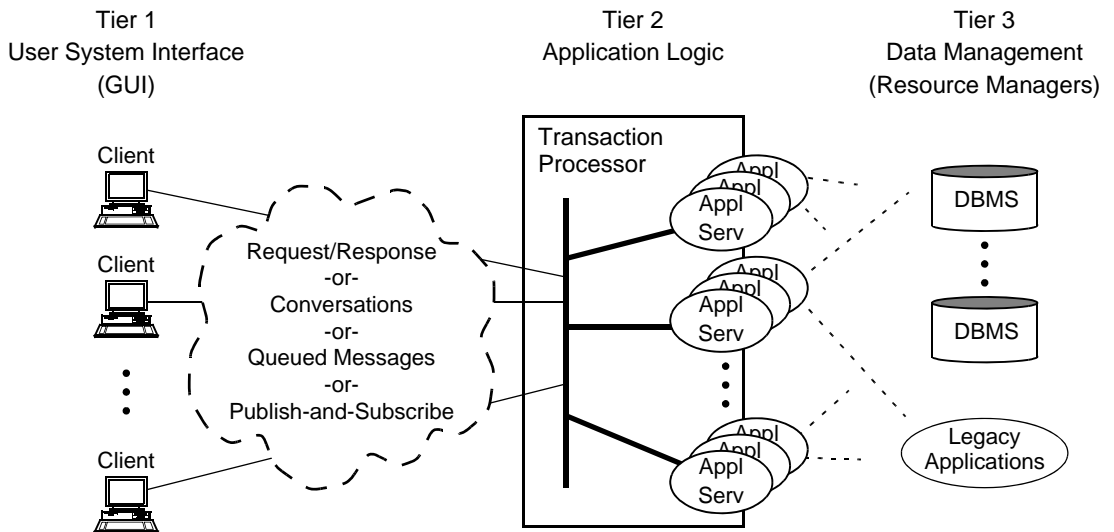 Tier 1
User System Interface
(GUI)
Tier 2
Application Logic
Tier 3
Data Management
(Resource Managers)
Client
Client
Client
Request/Response
-or-
Conversations
-or-
Queued Messages
-or-
Publish-and-Subscribe
Transaction
Processor
Appl
Appl
Appl
Serv
Appl
Appl
Appl
Serv
Appl
Appl
Appl
Serv
DBMS
DBMS
Legacy
Applications